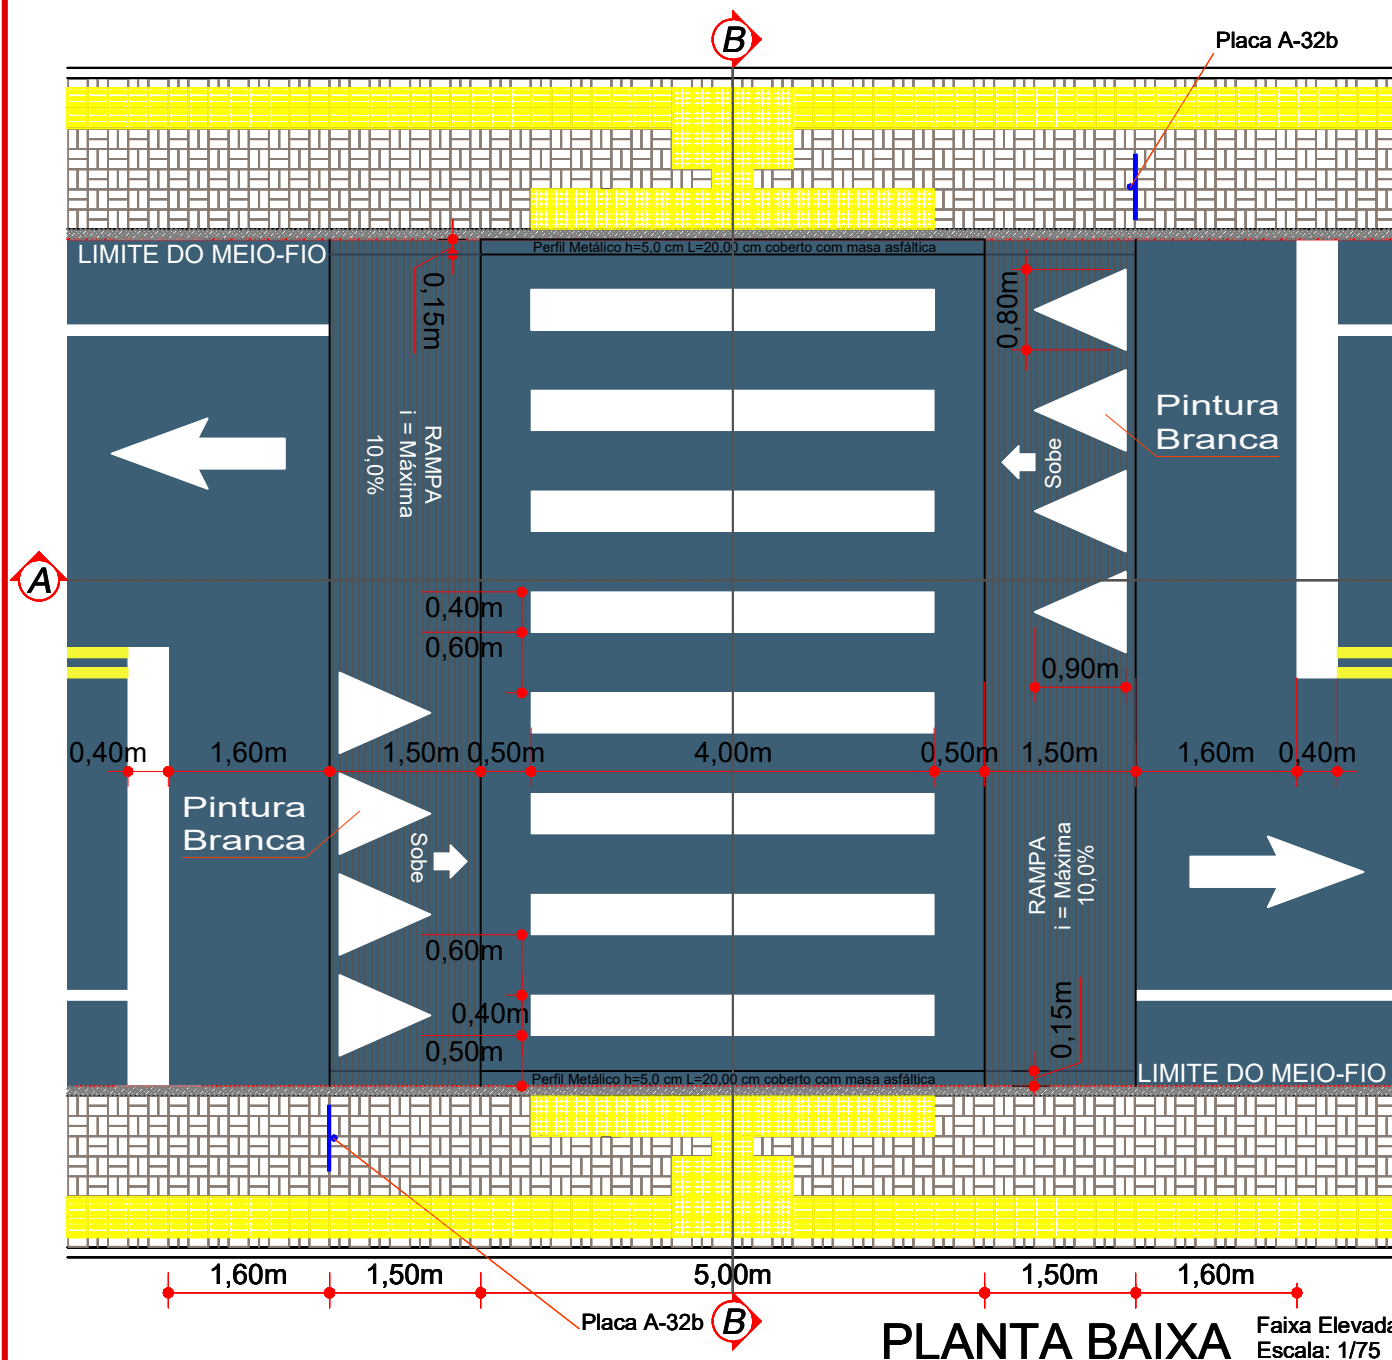 B
Placa A-32b
LIMITE DO MEIO-FIO
Perfil Metálico h=5,0 cm L=20,00 cm coberto com masa asfáltica
0,15m
0,80m
RAMPA
i = Máxima
10,0%
Sobe
Pintura
Branca
A
0,40m
0,60m
0,90m
0,40m
1,60m
1,50m
0,50m
4,00m
0,50m
1,50m
1,60m
0,40m
Pintura
Branca
Sobe
RAMPA
i = Máxima
10,0%
0,60m
0,40m
0,50m
0,15m
Perfil Metálico h=5,0 cm L=20,00 cm coberto com masa asfáltica
LIMITE DO MEIO-FIO
1,60m
1,50m
5,00m
1,50m
1,60m
Placa A-32b
B
PLANTA BAIXA
Faixa Elevada
Escala: 1/75